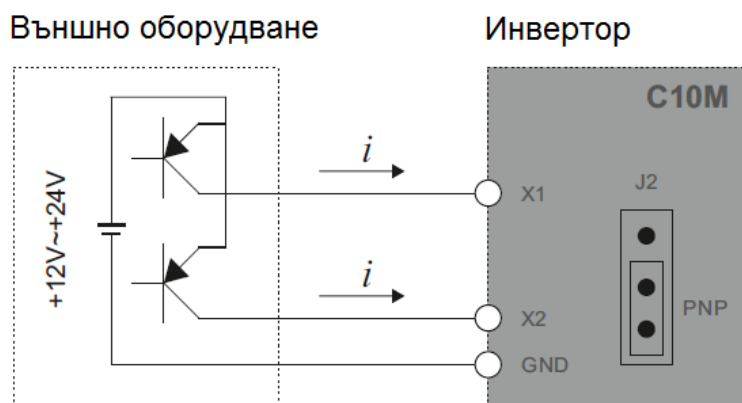 Външно оборудване
Инвертор
C10M
J2
+12V~+24V
i
X1
i
PNP
X2
GND